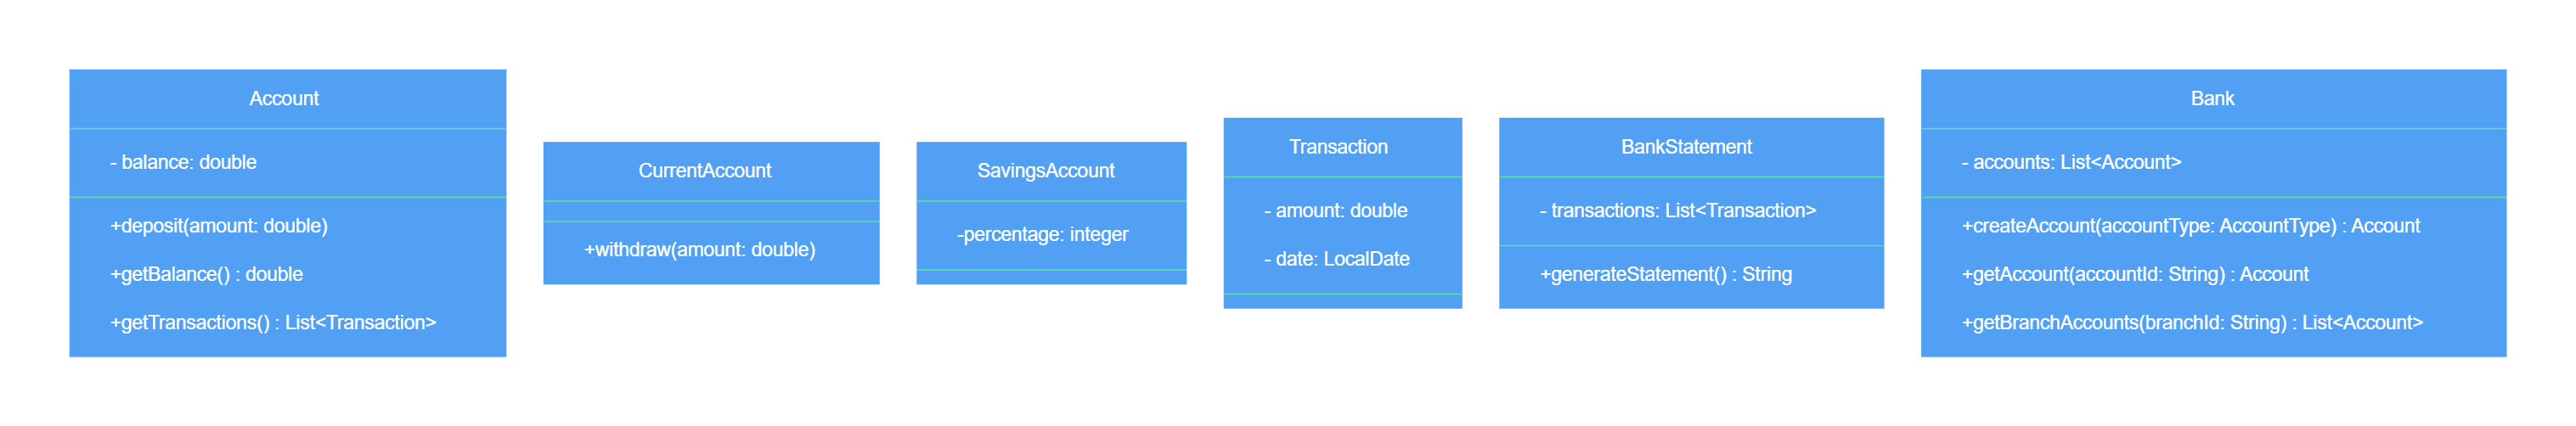 Account
- balance: double
+deposit(amount: double)
+getBalance() : double
+getTransactions() : List<Transaction>
CurrentAccount
+withdraw(amount: double)
SavingsAccount
-percentage: integer
Transaction
- amount: double
- date: LocalDate
BankStatement
- transactions: List<Transaction>
+generateStatement() : String
Bank
- accounts: List<Account>
+createAccount(accountType: AccountType) : Account
+getAccount(accountId: String) : Account
+getBranchAccounts(branchId: String) : List<Account>